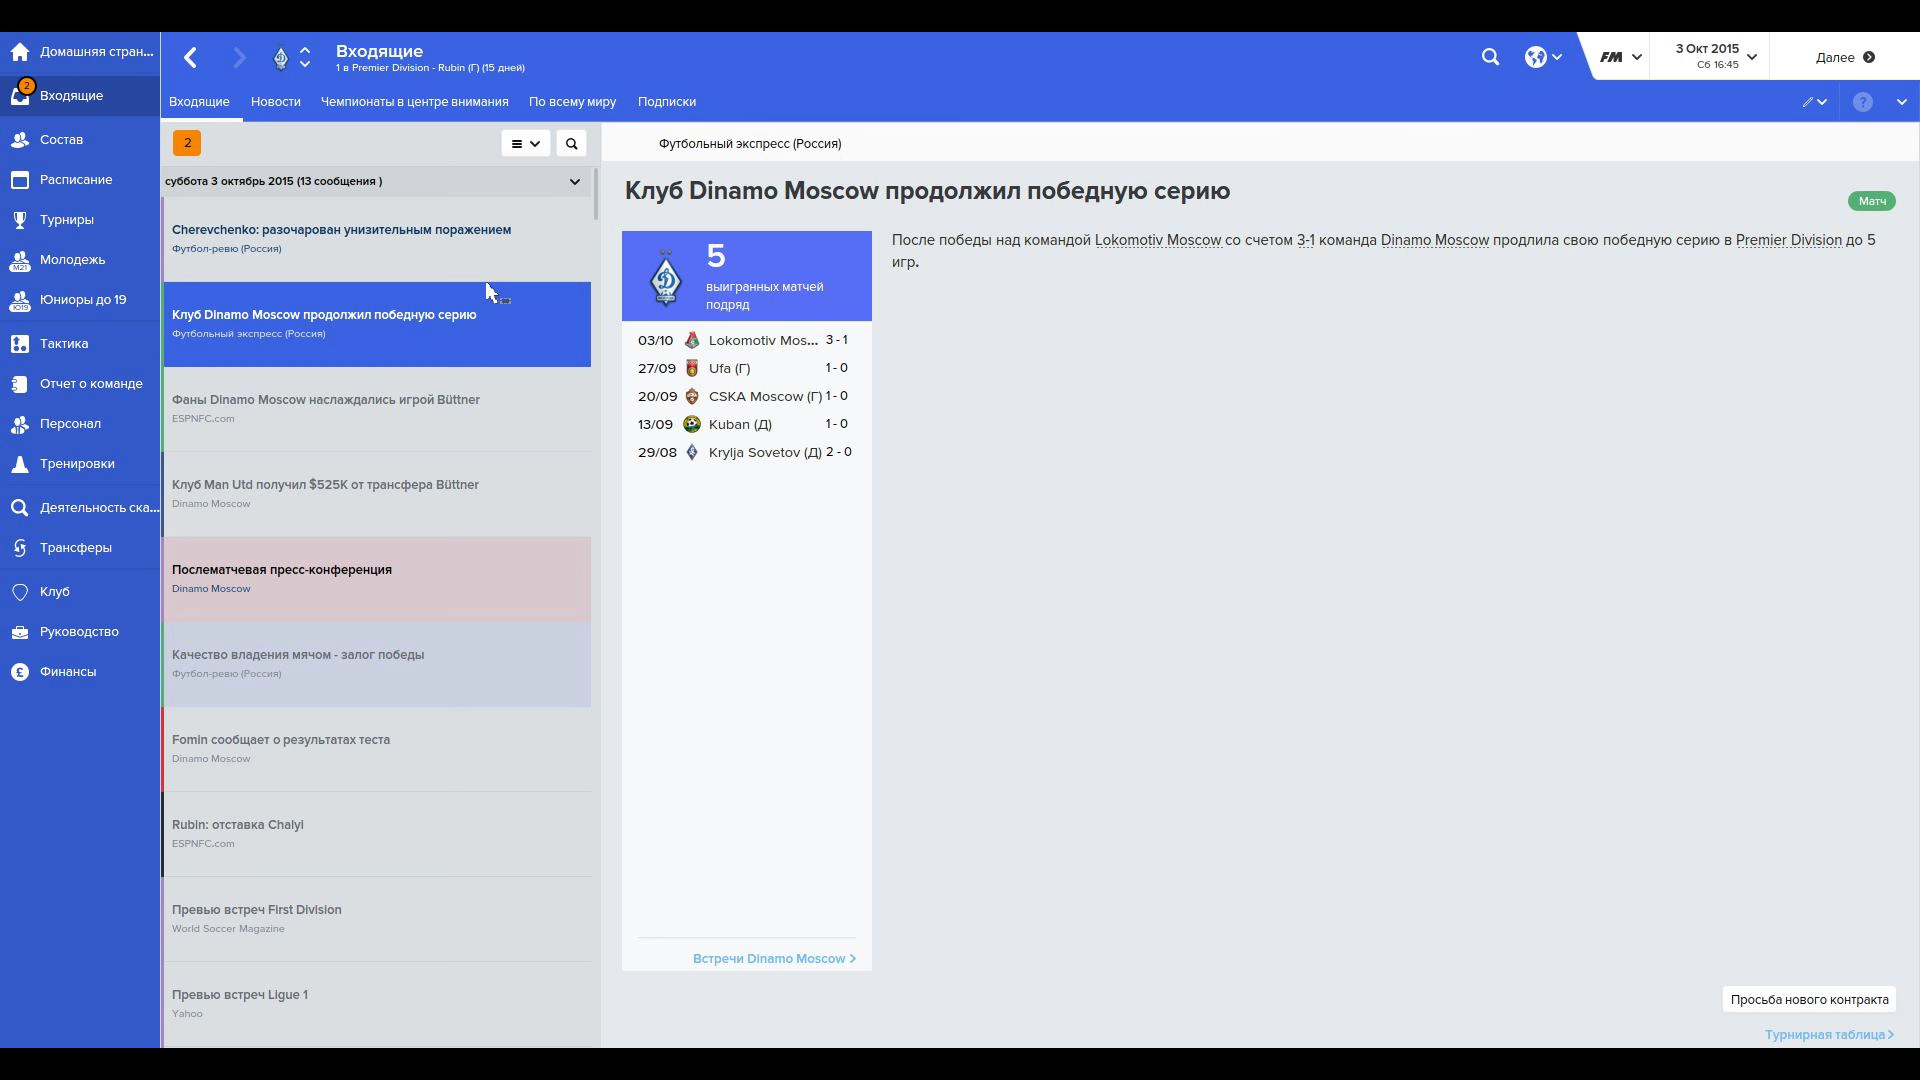 Домашняя стран...
2
Входящие
Состав
Расписание
Турниры
Молодежь
M21
Юниоры до 19
Ю19
Тактика
Отчет о команде
Персонал
Тренировки
Деятельность ска...
Трансферы
Клуб
Руководство
Финансы
Входящие
1 в Premier Division - Rubin (Г) (15 дней)
FM
3 Окт 2015
Сб 16:45
Далее
Входящие
Новости
Чемпионаты в центре внимания
По всему миру
Подписки
?
2
суббота 3 октябрь 2015 (13 сообщения )
Cherevchenko: разочарован унизительным поражением
Футбол-ревю (Россия)
Клуб Dinamo Moscow продолжил победную серию
Футбольный экспресс (Россия)
Фаны Dinamo Moscow наслаждались игрой Büttner
ESPNFC.com
Клуб Man Utd получил $525K от трансфера Büttner
Dinamo Moscow
Послематчевая пресс-конференция
Dinamo Moscow
Качество владения мячом - залог победы
Футбол-ревю (Россия)
Fomin сообщает о результатах теста
Dinamo Moscow
Rubin: отставка Chalyi
ESPNFC.com
Превью встреч First Division
World Soccer Magazine
Превью встреч Ligue 1
Yahoo
Футбольный экспресс (Россия)
Клуб Dinamo Moscow продолжил победную серию
Матч
5
выигранных матчей
подряд
03/10 Lokomotiv Mos... 3 - 1
27/09 Ufa (Г) 1 - 0
20/09 CSKA Moscow (Г) 1 - 0
13/09 Kuban (Д) 1 - 0
29/08 Krylja Sovetov (Д) 2 - 0
Встречи Dinamo Moscow >
После победы над командой Lokomotiv Moscow со счетом 3-1 команда Dinamo Moscow продлила свою победную серию в Premier Division до 5
игр.
Просьба нового контракта
Турнирная таблица >